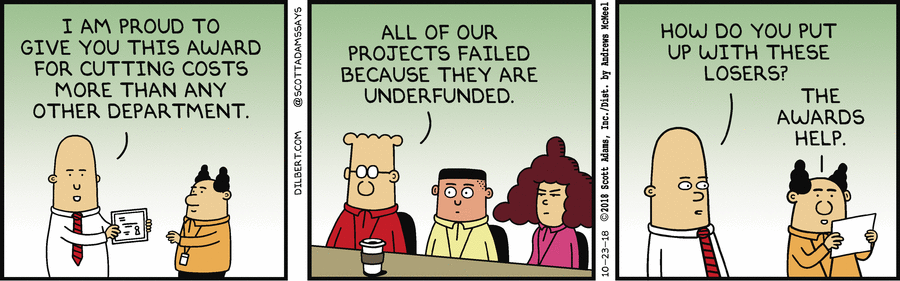 I AM PROUD TO
GIVE YOU THIS AWARD
FOR CUTTING COSTS
MORE THAN ANY
OTHER DEPARTMENT.
DILBERT.COM @SCOTTADAMSSAYS
ALL OF OUR
PROJECTS FAILED
BECAUSE THEY ARE
UNDERFUNDED.
10-23-18 ©2018 Scott Adams, Inc./Dist. by Andrews McMeel
HOW DO YOU PUT
UP WITH THESE
LOSERS?
THE
AWARDS
HELP.